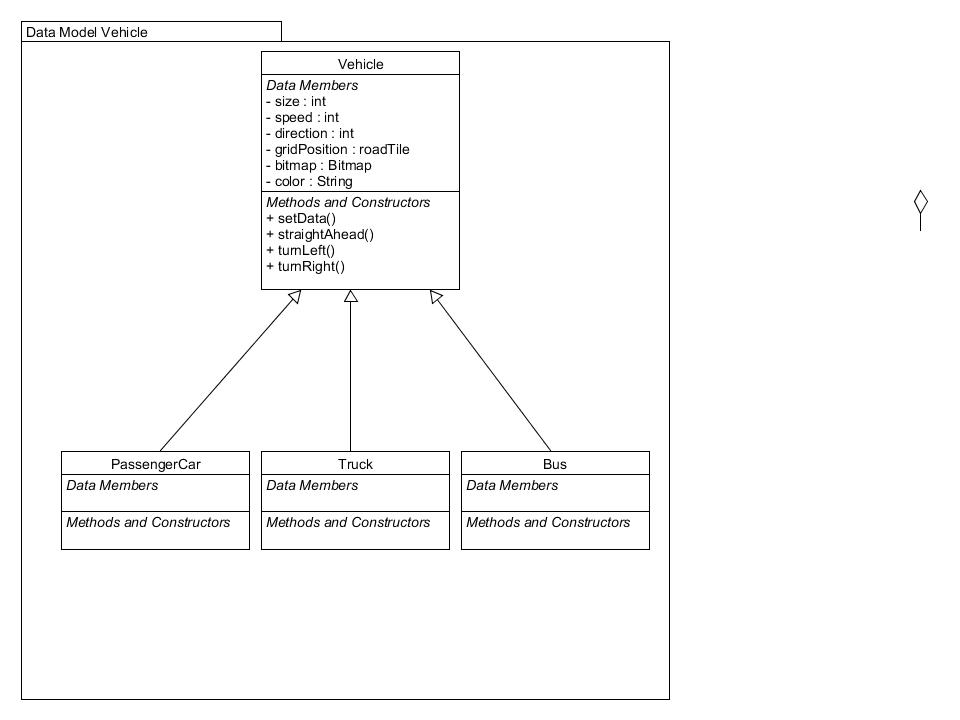 Data Model Vehicle
Vehicle
Data Members
- size : int
- speed : int
- direction : int
- gridPosition : roadTile
- bitmap : Bitmap
- color : String
Methods and Constructors
+ setData()
+ straightAhead()
+ turnLeft()
+ turnRight()
PassengerCar
Data Members
Methods and Constructors
Truck
Data Members
Methods and Constructors
Bus
Data Members
Methods and Constructors